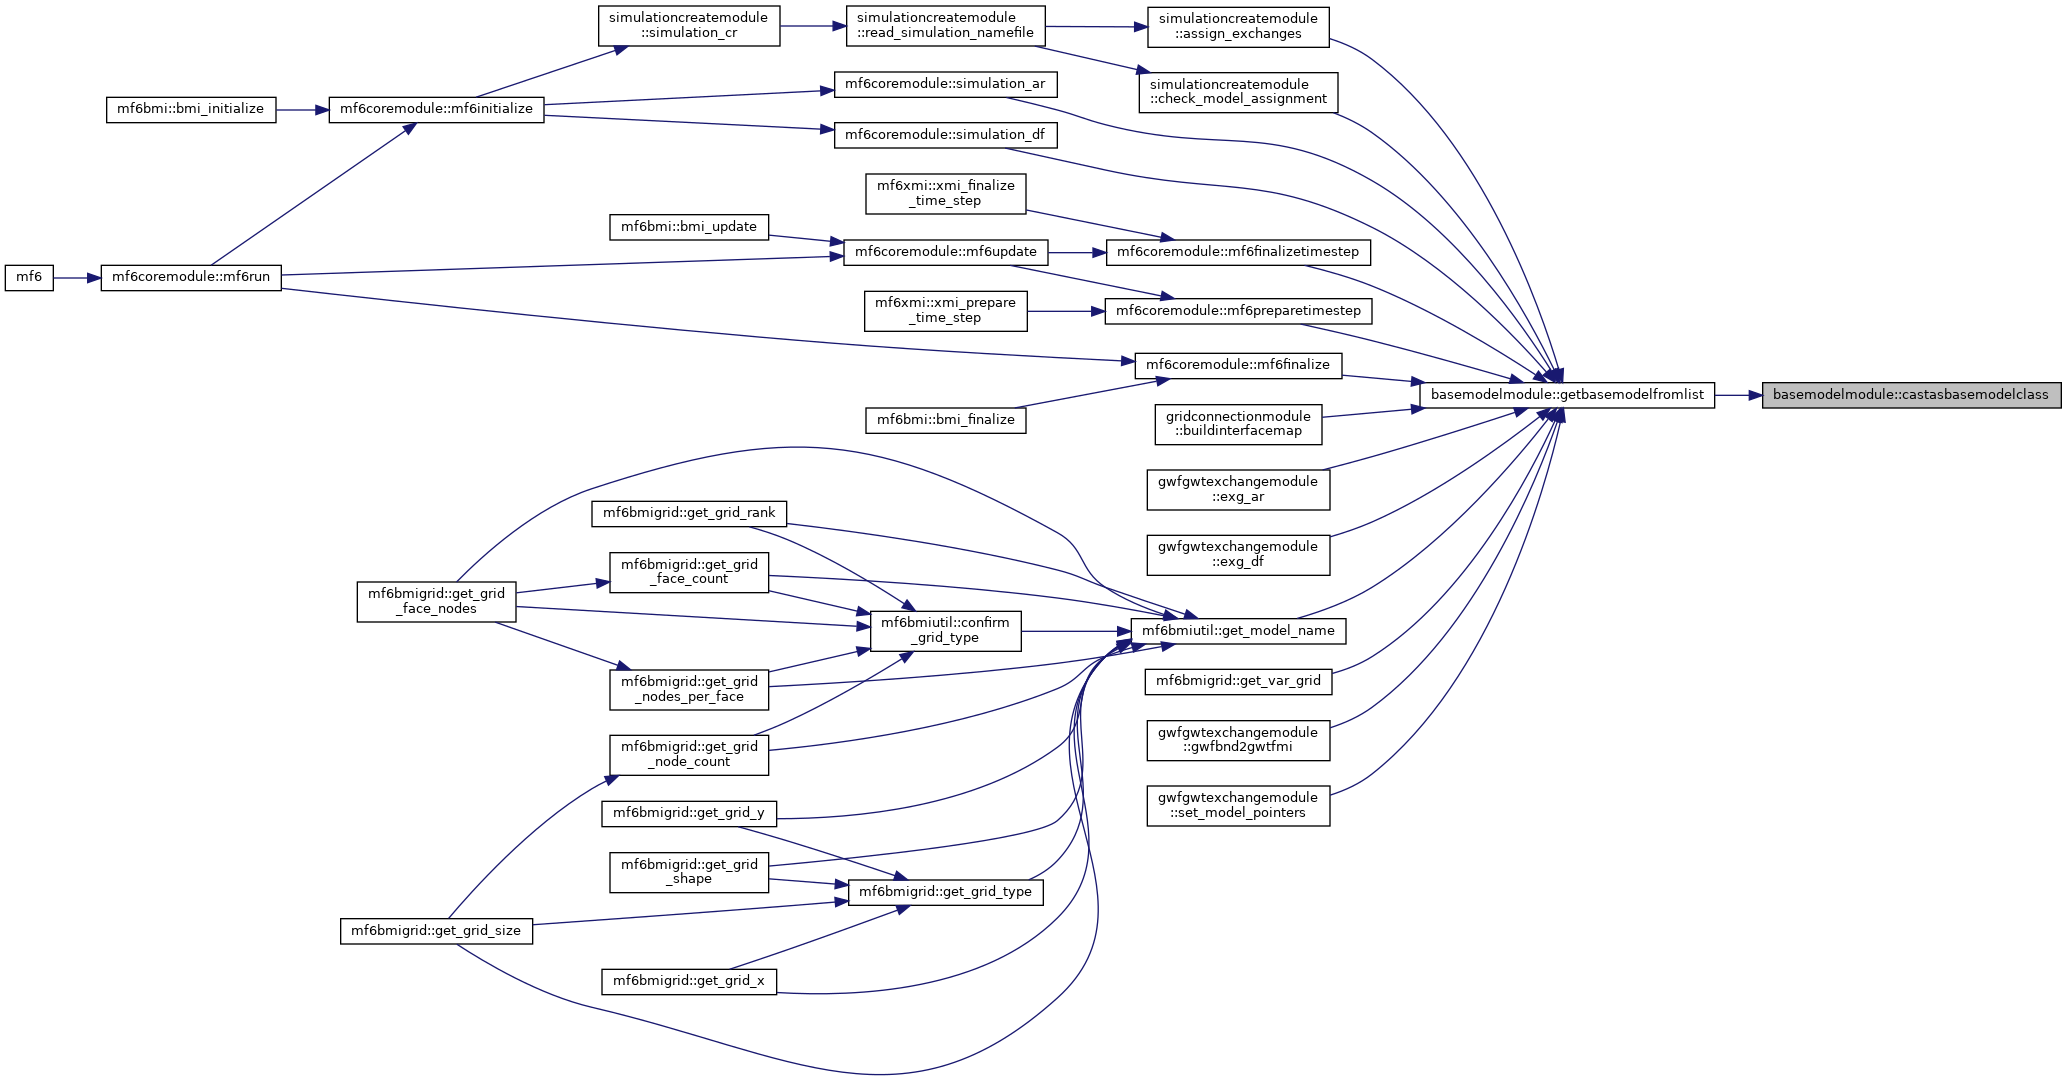 simulationcreatemodule
::simulation_cr
simulationcreatemodule
::read_simulation_namefile
simulationcreatemodule
::assign_exchanges
mf6coremodule::simulation_ar
simulationcreatemodule
::check_model_assignment
mf6bmi::bmi_initialize
mf6coremodule::mf6initialize
mf6coremodule::simulation_df
mf6xmi::xmi_finalize
_time_step
mf6bmi::bmi_update
mf6coremodule::mf6update
mf6coremodule::mf6finalizetimestep
mf6
mf6coremodule::mf6run
mf6xmi::xmi_prepare
_time_step
mf6coremodule::mf6preparetimestep
mf6coremodule::mf6finalize
basemodelmodule::getbasemodelfromlist
basemodelmodule::castasbasemodelclass
mf6bmi::bmi_finalize
gridconnectionmodule
::buildinterfacemap
gwfgwtexchangemodule
::exg_ar
mf6bmigrid::get_grid_rank
gwfgwtexchangemodule
::exg_df
mf6bmigrid::get_grid
_face_count
mf6bmigrid::get_grid
_face_nodes
mf6bmiutil::confirm
_grid_type
mf6bmiutil::get_model_name
mf6bmigrid::get_grid
_nodes_per_face
mf6bmigrid::get_var_grid
mf6bmigrid::get_grid
_node_count
gwfgwtexchangemodule
::gwfbnd2gwtfmi
mf6bmigrid::get_grid_y
gwfgwtexchangemodule
::set_model_pointers
mf6bmigrid::get_grid
_shape
mf6bmigrid::get_grid_type
mf6bmigrid::get_grid_size
mf6bmigrid::get_grid_x